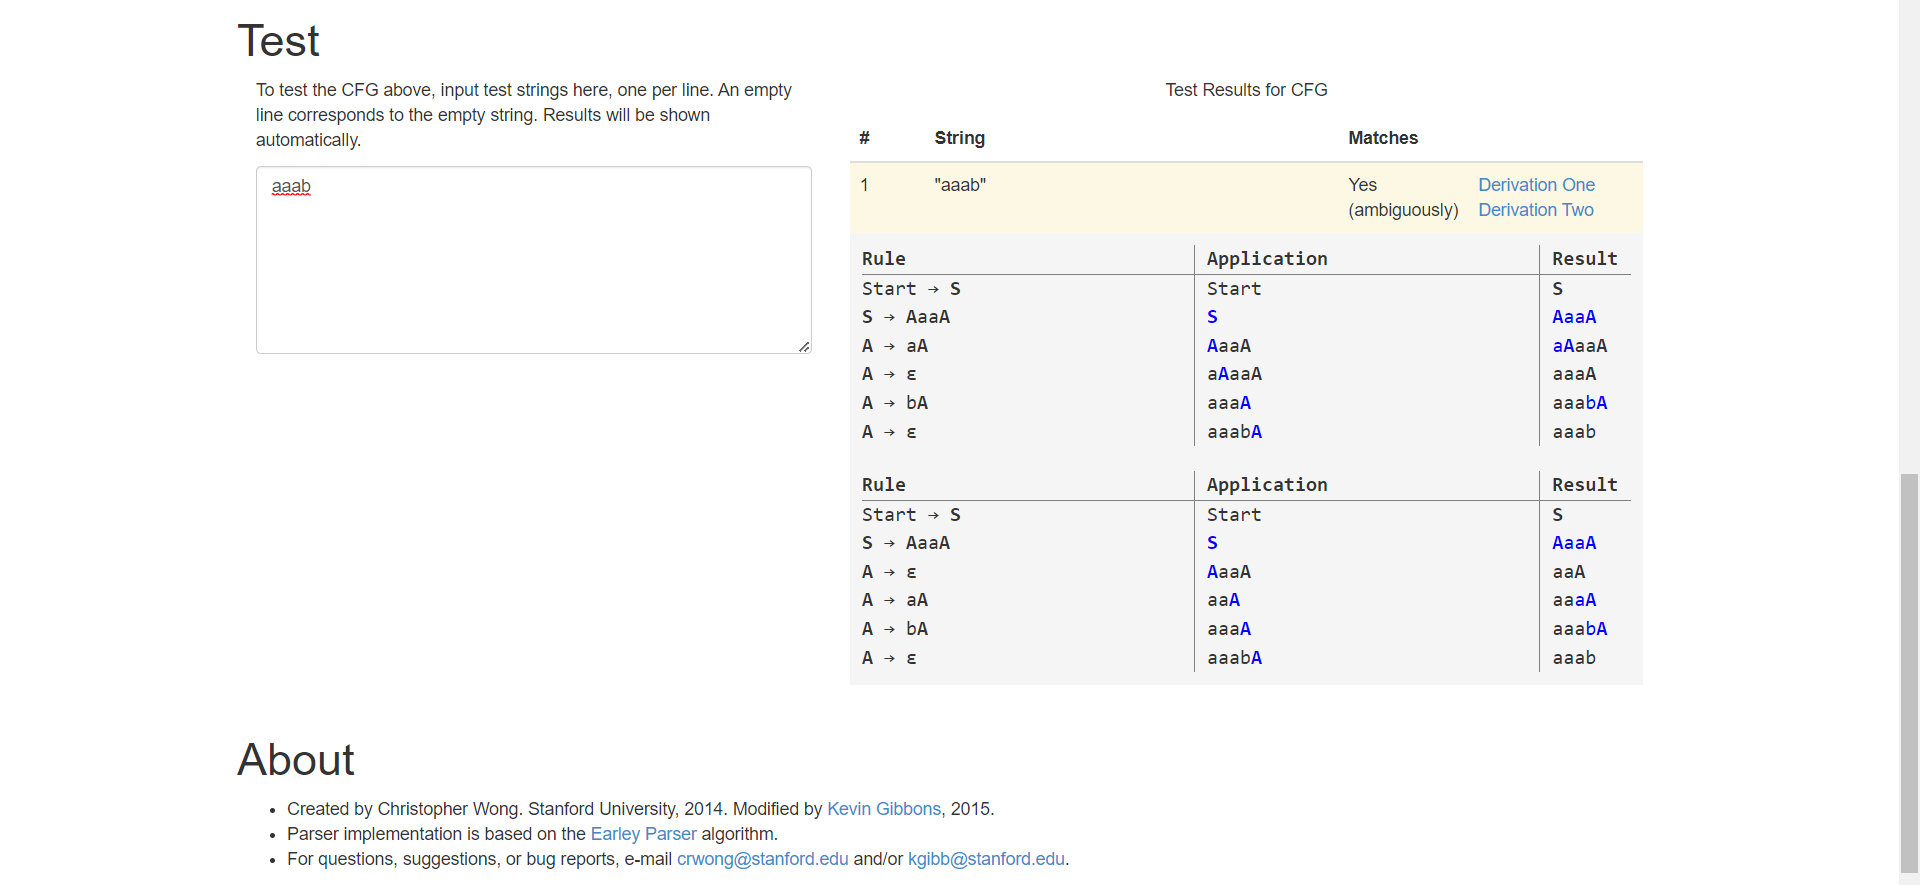 Test
To test the CFG above, input test strings here, one per line. An empty
line corresponds to the empty string. Results will be shown
automatically.
aaab
Test Results for CFG
# String Matches
1 "aaab" Yes Derivation One
(ambiguously) Derivation Two
Rule Application Result
Start → S Start S
S → AaaA S AaaA
A → aA AaaA aAaaA
A → ε aAaaA aaaA
A → bA aaaA aaabA
A → ε aaabA aaab
Rule Application Result
Start → S Start S
S → AaaA S AaaA
A → ε AaaA aaA
A → aA aaA aaaA
A → bA aaaA aaabA
A → ε aaabA aaab
About
• Created by Christopher Wong. Stanford University, 2014. Modified by Kevin Gibbons, 2015.
• Parser implementation is based on the Earley Parser algorithm.
• For questions, suggestions, or bug reports, e-mail crwong@stanford.edu and/or kgibb@stanford.edu.